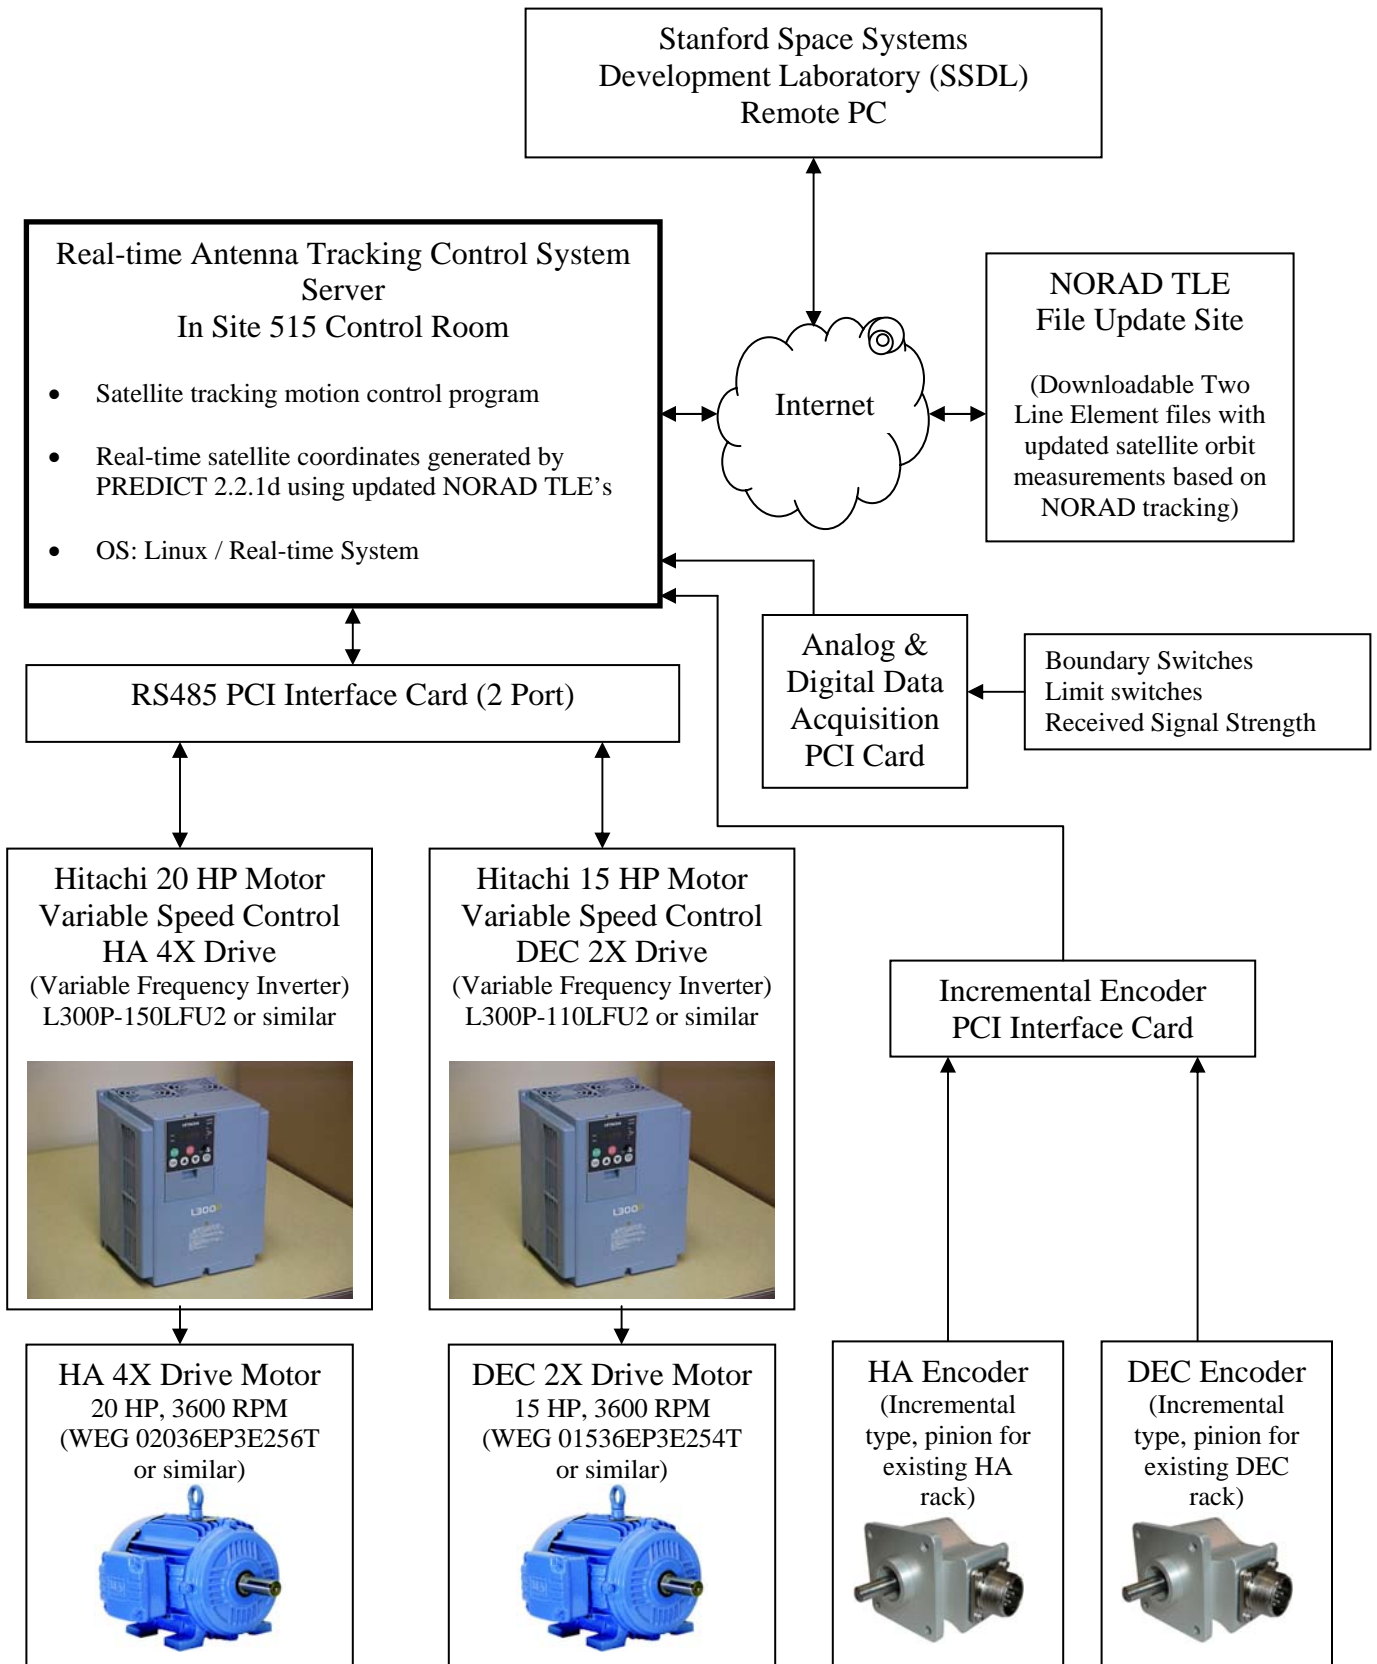 Stanford Space Systems
Development Laboratory (SSDL)
Remote PC
Real-time Antenna Tracking Control System
Server
In Site 515 Control Room
• Satellite tracking motion control program
• Real-time satellite coordinates generated by
PREDICT 2.2.1d using updated NORAD TLE's
• OS: Linux / Real-time System
Internet
NORAD TLE
File Update Site
(Downloadable Two
Line Element files with
updated satellite orbit
measurements based on
NORAD tracking)
RS485 PCI Interface Card (2 Port)
Analog &
Digital Data
Acquisition
PCI Card
Boundary Switches
Limit switches
Received Signal Strength
Hitachi 20 HP Motor
Variable Speed Control
HA 4X Drive
(Variable Frequency Inverter)
L300P-150LFU2 or similar
HITACHI
L300P
Hitachi 15 HP Motor
Variable Speed Control
DEC 2X Drive
(Variable Frequency Inverter)
L300P-110LFU2 or similar
HITACHI
L300P
Incremental Encoder
PCI Interface Card
HA 4X Drive Motor
20 HP, 3600 RPM
(WEG 02036EP3E256T
or similar)
DEC 2X Drive Motor
15 HP, 3600 RPM
(WEG 01536EP3E254T
or similar)
HA Encoder
(Incremental
type, pinion for
existing HA
rack)
DEC Encoder
(Incremental
type, pinion for
existing DEC
rack)